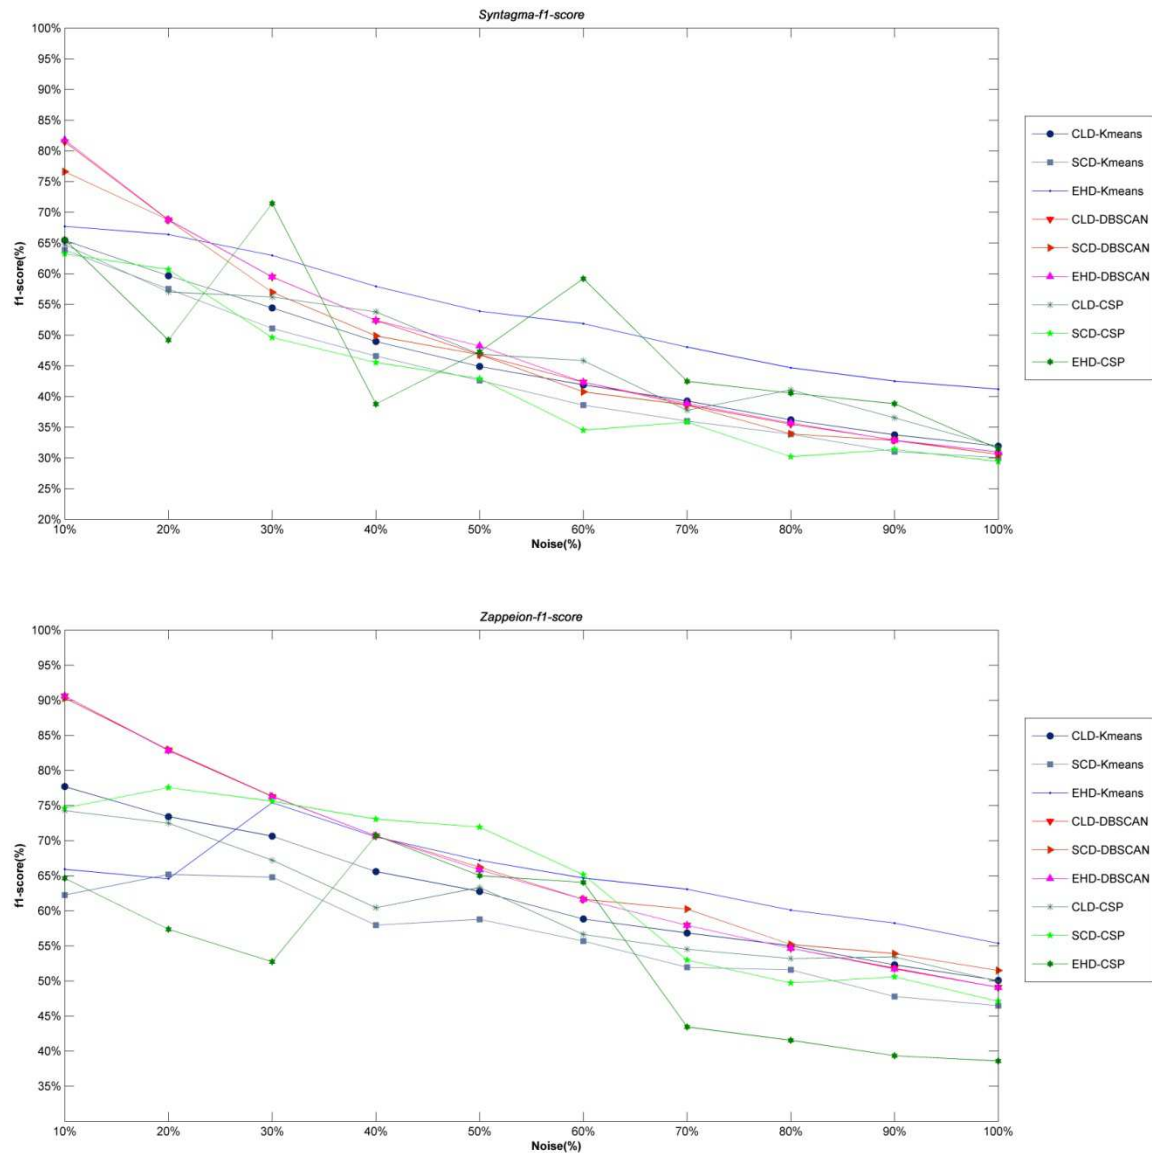 Syntagma-f1-score
100%
95%
90%
85%
80%
75%
70%
65%
60%
55%
50%
45%
40%
35%
30%
25%
20%
f1-score(%)
10% 20% 30% 40% 50% 60% 70% 80% 90% 100%
Noise(%)
CLD-Kmeans
SCD-Kmeans
EHD-Kmeans
CLD-DBSCAN
SCD-DBSCAN
EHD-DBSCAN
CLD-CSP
SCD-CSP
EHD-CSP
Zappeion-f1-score
100%
95%
90%
85%
80%
75%
70%
65%
60%
55%
50%
45%
40%
35%
f1-score(%)
10% 20% 30% 40% 50% 60% 70% 80% 90% 100%
Noise(%)
CLD-Kmeans
SCD-Kmeans
EHD-Kmeans
CLD-DBSCAN
SCD-DBSCAN
EHD-DBSCAN
CLD-CSP
SCD-CSP
EHD-CSP